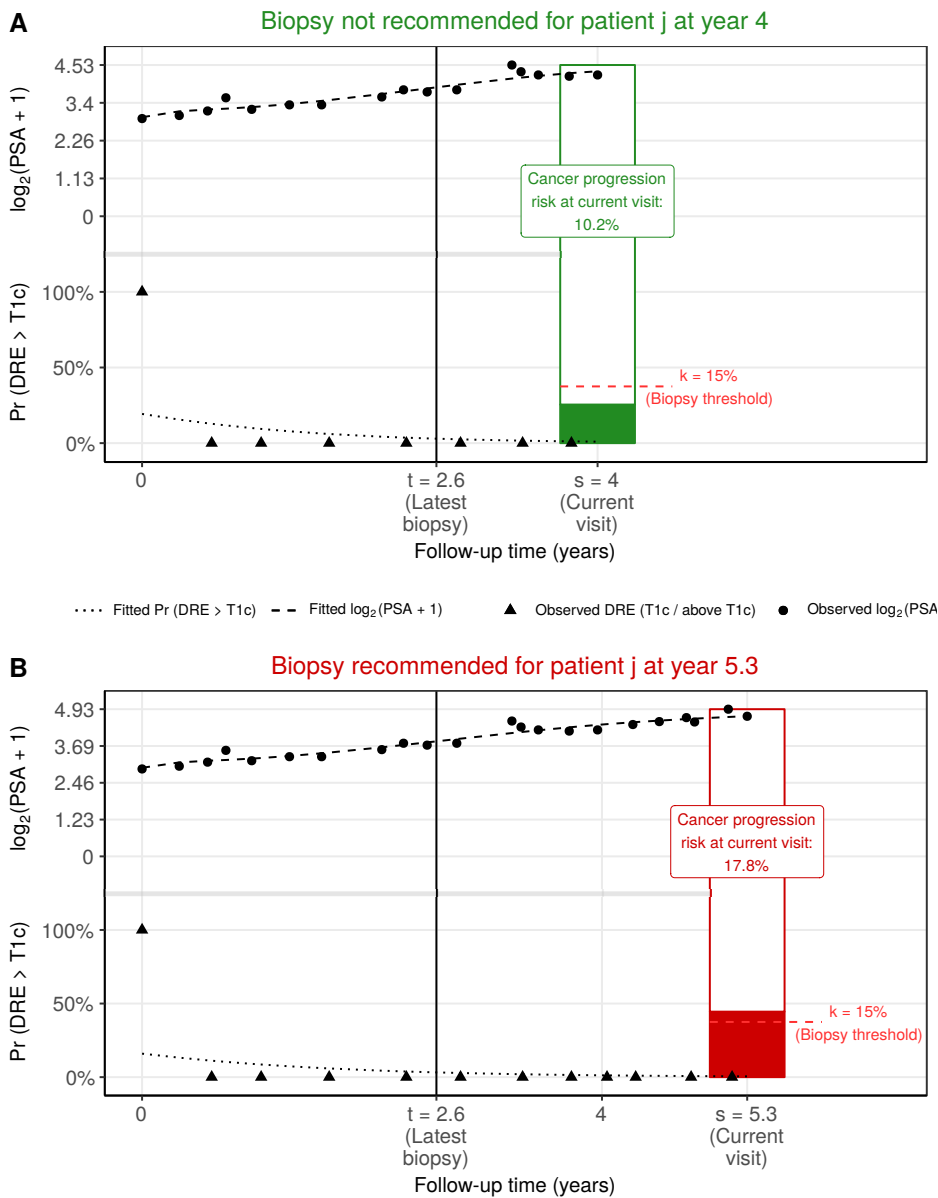 A
Biopsy not recommended for patient j at year 4
log2(PSA + 1)
4.53
3.4
2.26
1.13
0
Cancer progression
risk at current visit:
10.2%
Pr (DRE > T1c)
100%
50%
0%
k = 15%
(Biopsy threshold)
0
t = 2.6
(Latest
biopsy)
s = 4
(Current
visit)
Follow-up time (years)
Fitted Pr (DRE > T1c)
Fitted log2(PSA + 1)
Observed DRE (T1c / above T1c)
Observed log2(PSA
B
Biopsy recommended for patient j at year 5.3
log2(PSA + 1)
4.93
3.69
2.46
1.23
0
Cancer progression
risk at current visit:
17.8%
Pr (DRE > T1c)
100%
50%
0%
k = 15%
(Biopsy threshold)
0
t = 2.6
(Latest
biopsy)
4
s = 5.3
(Current
visit)
Follow-up time (years)